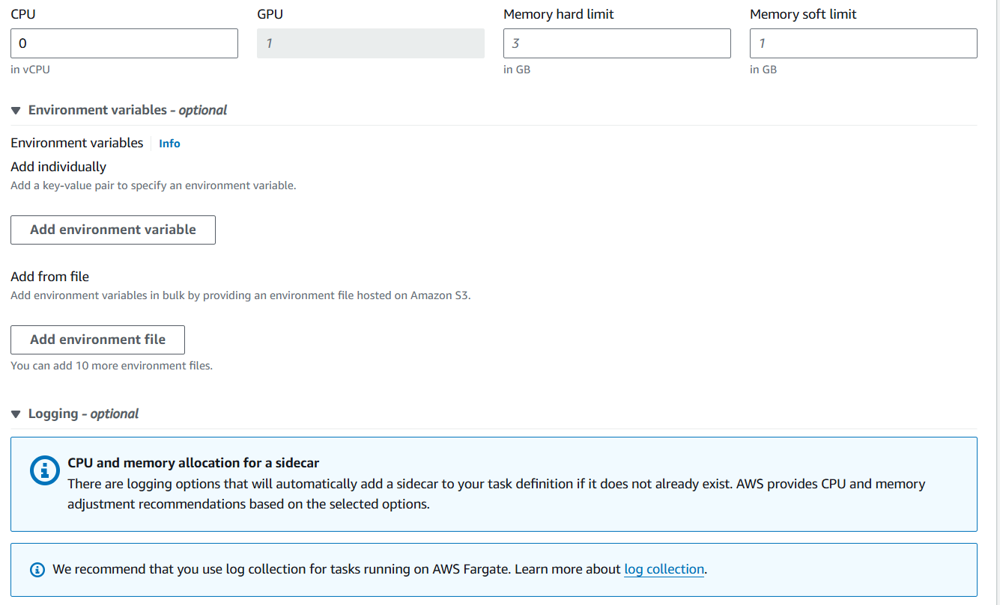 CPU GPU Memory hard limit Memory soft limit
0 1 3 1
in vCPU in GB in GB
Environment variables - optional
Environment variables Info
Add individually
Add a key-value pair to specify an environment variable.
Add environment variable
Add from file
Add environment variables in bulk by providing an environment file hosted on Amazon S3.
Add environment file
You can add 10 more environment files.
Logging - optional
CPU and memory allocation for a sidecar
There are logging options that will automatically add a sidecar to your task definition if it does not already exist. AWS provides CPU and memory
adjustment recommendations based on the selected options.
We recommend that you use log collection for tasks running on AWS Fargate. Learn more about log collection.